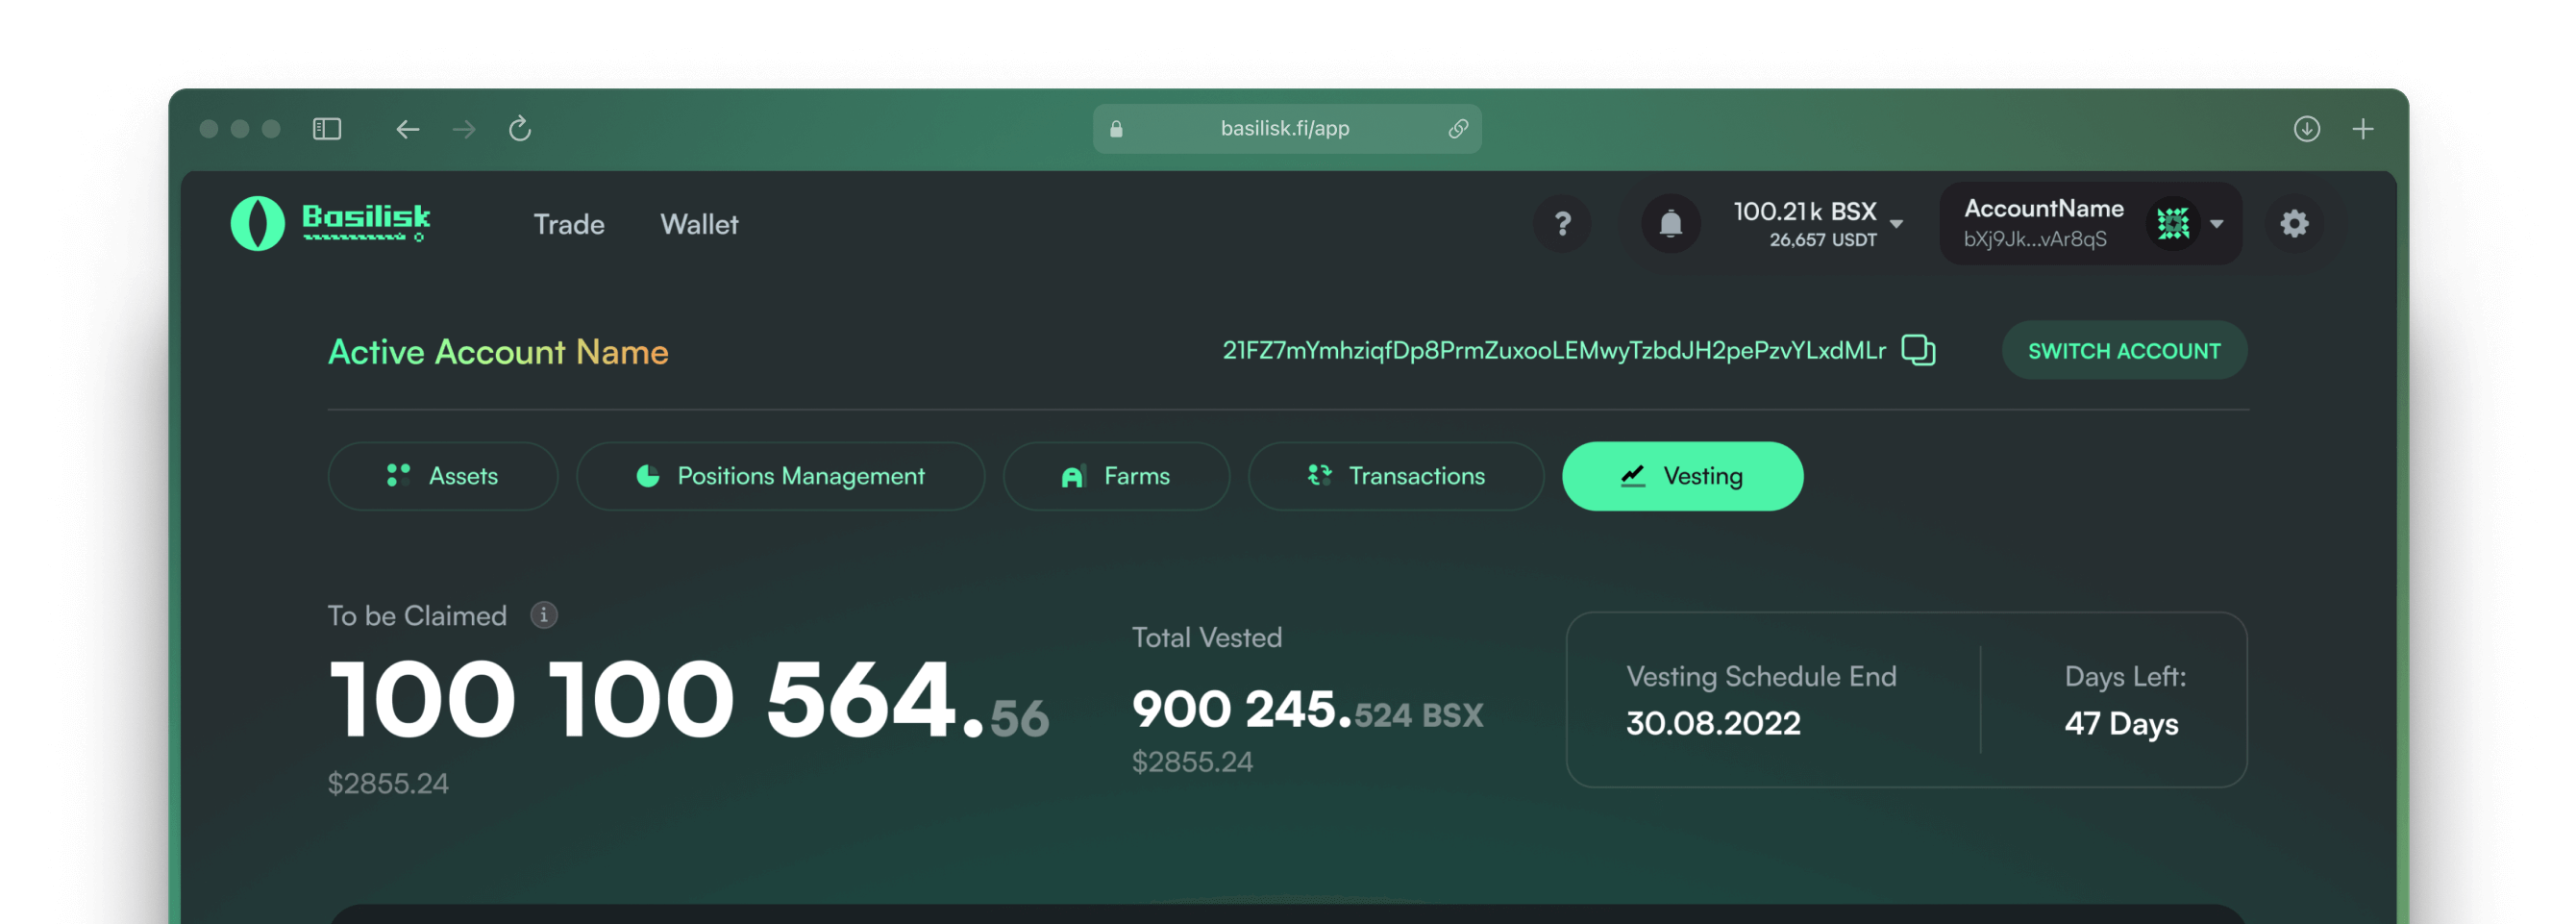 basilisk.fi/app
Basilisk
Trade
Wallet
?
100.21k BSX
26,657 USDT
AccountName
bXj9Jk...vAr8qS
Active Account Name
21FZ7mYmhziqfDp8PrmZuxooLEMwyTzbdJH2pePzvYLxdMLr
SWITCH ACCOUNT
Assets
Positions Management
Farms
Transactions
Vesting
To be Claimed
100 100 564.56
$2855.24
Total Vested
900 245.524 BSX
$2855.24
Vesting Schedule End
30.08.2022
Days Left:
47 Days